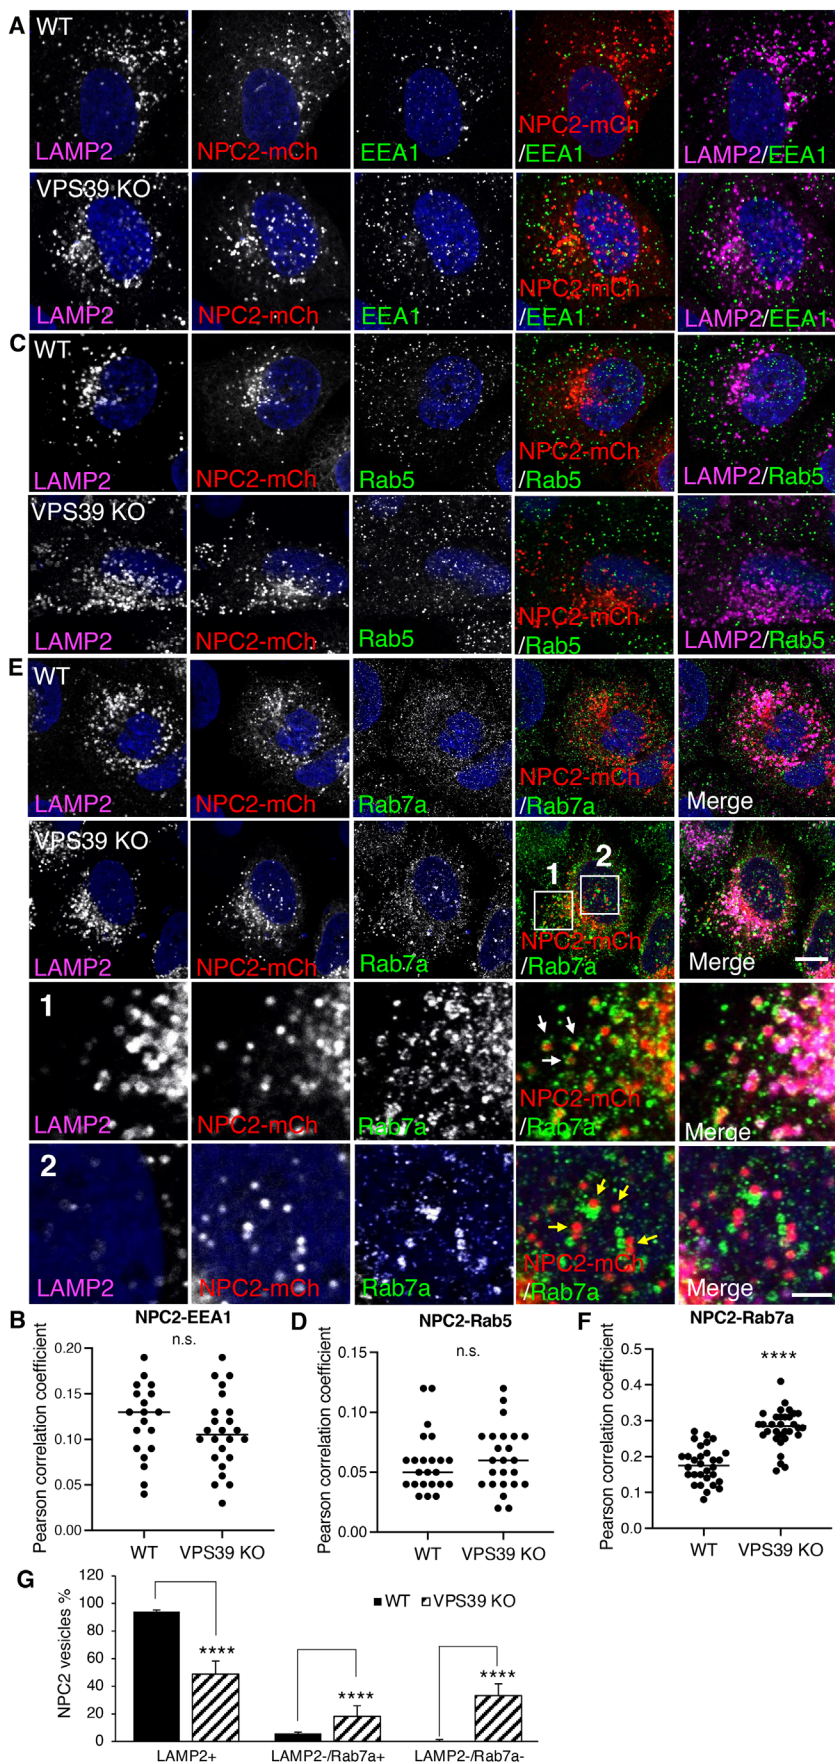 A
WT
LAMP2
NPC2-mCh
EEA1
NPC2-mCh
/EEA1
LAMP2/EEA1
VPS39 KO
LAMP2
NPC2-mCh
EEA1
NPC2-mCh
/EEA1
LAMP2/EEA1
C
WT
LAMP2
NPC2-mCh
Rab5
NPC2-mCh
/Rab5
LAMP2/Rab5
VPS39 KO
LAMP2
NPC2-mCh
Rab5
NPC2-mCh
/Rab5
LAMP2/Rab5
E
WT
LAMP2
NPC2-mCh
Rab7a
NPC2-mCh
/Rab7a
Merge
VPS39 KO
LAMP2
NPC2-mCh
Rab7a
1
2
NPC2-mCh
/Rab7a
Merge
1
LAMP2
NPC2-mCh
Rab7a
NPC2-mCh
/Rab7a
Merge
2
LAMP2
NPC2-mCh
Rab7a
NPC2-mCh
/Rab7a
Merge
B
NPC2-EEA1
n.s.
Pearson correlation coefficient
0.20
0.15
0.10
0.05
0.00
WT
VPS39 KO
D
NPC2-Rab5
n.s.
Pearson correlation coefficient
0.15
0.10
0.05
0.00
WT
VPS39 KO
F
NPC2-Rab7a
****
Pearson correlation coefficient
0.5
0.4
0.3
0.2
0.1
0.0
WT
VPS39 KO
G
NPC2 vesicles %
120
100
80
60
40
20
0
WT
VPS39 KO
****
****
****
LAMP2+
LAMP2-/Rab7a+
LAMP2-/Rab7a-